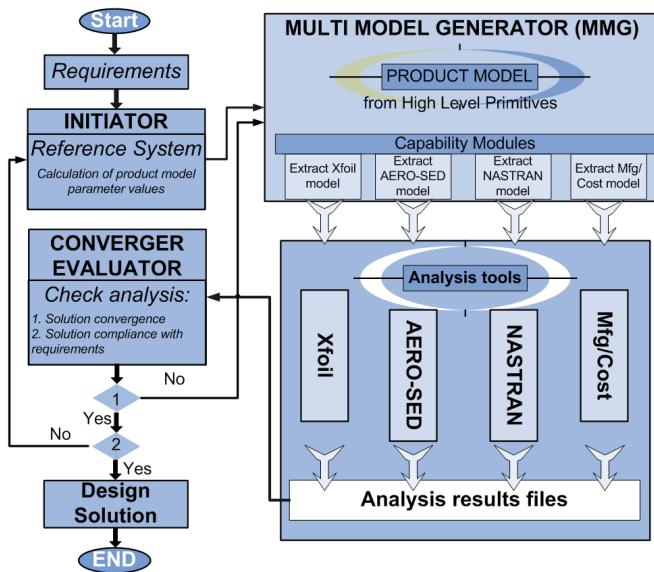 Start
Requirements
INITIATOR
Reference System
Calculation of product model
parameter values
CONVERGER
EVALUATOR
Check analysis:
1. Solution convergence
2. Solution compliance with
requirements
No
1
Yes
No
2
Yes
Design
Solution
END
MULTI MODEL GENERATOR (MMG)
PRODUCT MODEL
from High Level Primitives
Capability Modules
Extract Xfoil
model
Extract
AERO-SED
model
Extract
NASTRAN
model
Extract Mfg/
Cost model
Analysis tools
Xfoil
AERO-SED
NASTRAN
Mfg/Cost
Analysis results files